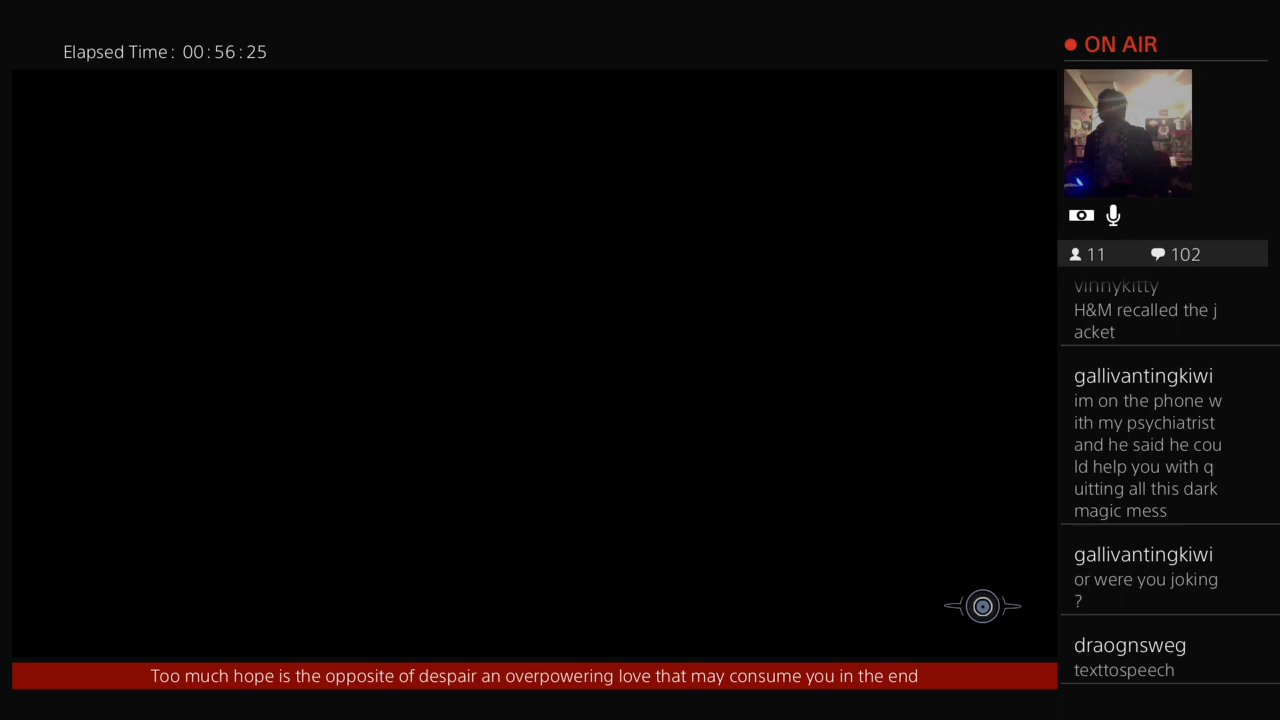 Elapsed Time: 00:56:25
ON AIR
11 102
vinnykitty
H&M recalled the j
acket
gallivantingkiwi
im on the phone w
ith my psychiatrist
and he said he cou
ld help you with q
uitting all this dark
magic mess
gallivantingkiwi
or were you joking
?
draognsweg
texttospeech
Too much hope is the opposite of despair an overpowering love that may consume you in the end